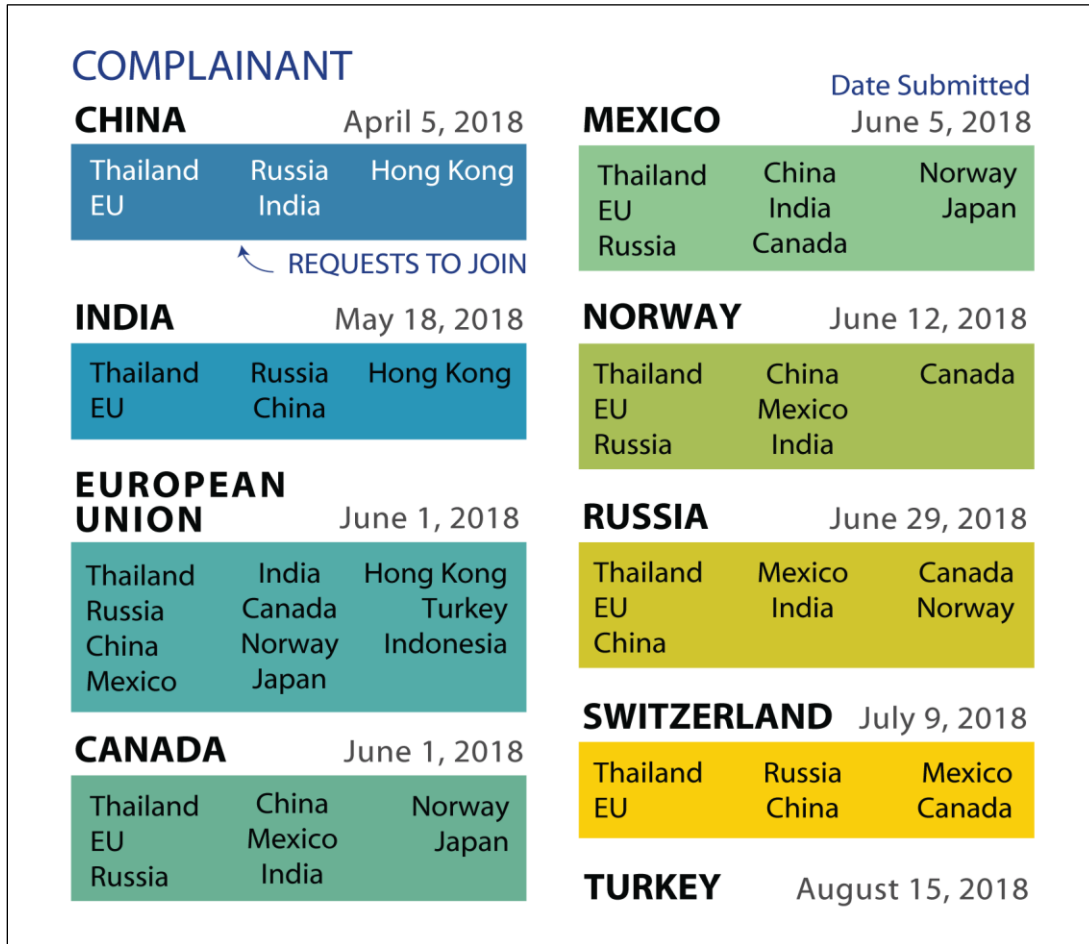 COMPLAINANT
CHINA April 5, 2018
Thailand Russia Hong Kong
EU India
REQUESTS TO JOIN
INDIA May 18, 2018
Thailand Russia Hong Kong
EU China
EUROPEAN
UNION June 1, 2018
Thailand India Hong Kong
Russia Canada Turkey
China Norway Indonesia
Mexico Japan
CANADA June 1, 2018
Thailand China Norway
EU Mexico Japan
Russia India
Date Submitted
MEXICO June 5, 2018
Thailand China Norway
EU India Japan
Russia Canada
NORWAY June 12, 2018
Thailand China Canada
EU Mexico
Russia India
RUSSIA June 29, 2018
Thailand Mexico Canada
EU India Norway
China
SWITZERLAND July 9, 2018
Thailand Russia Mexico
EU China Canada
TURKEY August 15, 2018